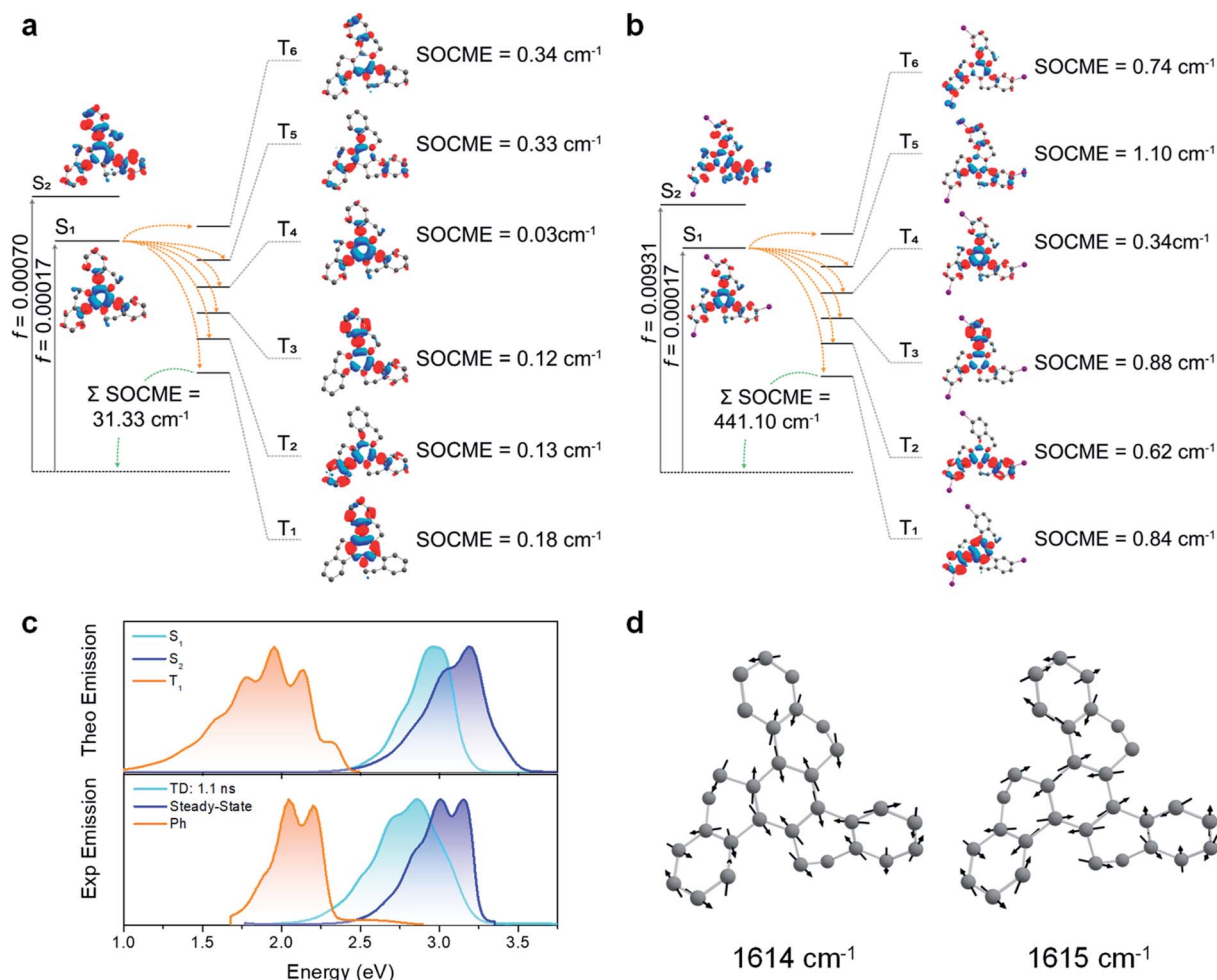 a
T₆
SOCME = 0.34 cm⁻¹
T₅
SOCME = 0.33 cm⁻¹
S₂
S₁
T₄
SOCME = 0.03cm⁻¹
f = 0.00070
f = 0.00017
T₃
SOCME = 0.12 cm⁻¹
Σ SOCME =
31.33 cm⁻¹
T₂
SOCME = 0.13 cm⁻¹
T₁
SOCME = 0.18 cm⁻¹
b
T₆
SOCME = 0.74 cm⁻¹
T₅
SOCME = 1.10 cm⁻¹
S₂
S₁
T₄
SOCME = 0.34cm⁻¹
f = 0.00931
f = 0.00017
T₃
SOCME = 0.88 cm⁻¹
Σ SOCME =
441.10 cm⁻¹
T₂
SOCME = 0.62 cm⁻¹
T₁
SOCME = 0.84 cm⁻¹
c
Theo Emission
S₁
S₂
T₁
Exp Emission
TD: 1.1 ns
Steady-State
Ph
1.0 1.5 2.0 2.5 3.0 3.5
Energy (eV)
d
1614 cm⁻¹
1615 cm⁻¹